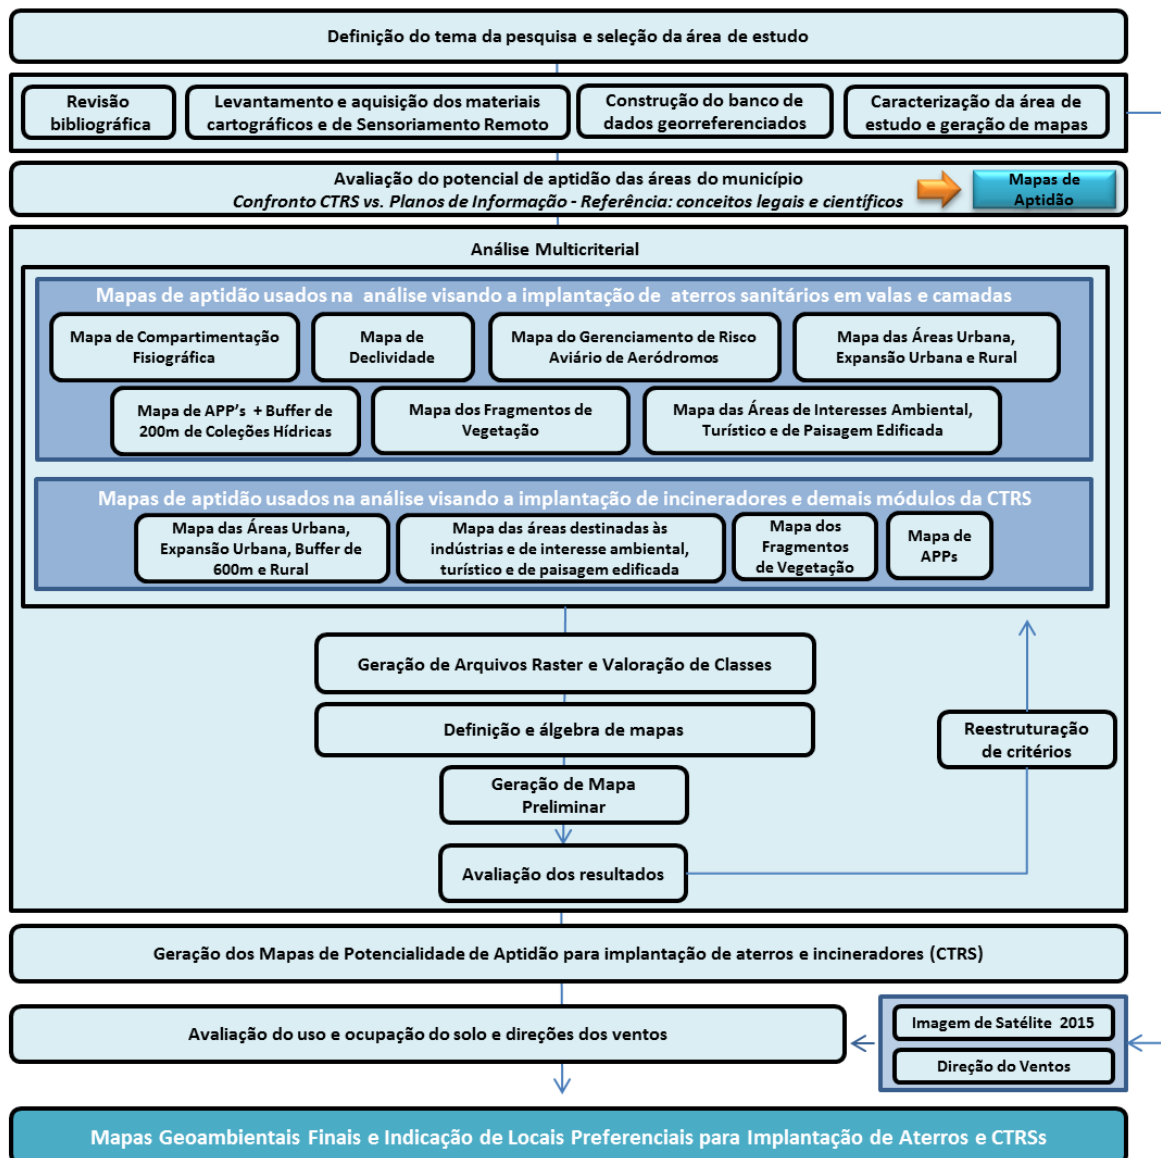 Definição do tema da pesquisa e seleção da área de estudo
Revisão
bibliográfica
Levantamento e aquisição dos materiais
cartográficos e de Sensoriamento Remoto
Construção do banco de
dados georreferenciados
Caracterização da área de
estudo e geração de mapas
Avaliação do potencial de aptidão das áreas do município
Confronto CTRS vs. Planos de Informação - Referência: conceitos legais e científicos
Mapas de
Aptidão
Análise Multicriterial
Mapas de aptidão usados na análise visando a implantação de aterros sanitários em valas e camadas
Mapa de Compartimentação
Fisiográfica
Mapa de
Declividade
Mapa do Gerenciamento de Risco
Aviário de Aeródromos
Mapa das Áreas Urbana,
Expansão Urbana e Rural
Mapa de APP's + Buffer de
200m de Coleções Hídricas
Mapa dos Fragmentos de
Vegetação
Mapa das Áreas de Interesses Ambiental,
Turístico e de Paisagem Edificada
Mapas de aptidão usados na análise visando a implantação de incineradores e demais módulos da CTRS
Mapa das Áreas Urbana,
Expansão Urbana, Buffer de
600m e Rural
Mapa das áreas destinadas às
indústrias e de interesse ambiental,
turístico e de paisagem edificada
Mapa dos
Fragmentos
de Vegetação
Mapa de
APPs
Geração de Arquivos Raster e Valoração de Classes
Definição e álgebra de mapas
Geração de Mapa
Preliminar
Avaliação dos resultados
Reestruturação
de critérios
Geração dos Mapas de Potencialidade de Aptidão para implantação de aterros e incineradores (CTRS)
Avaliação do uso e ocupação do solo e direções dos ventos
Imagem de Satélite 2015
Direção do Ventos
Mapas Geoambientais Finais e Indicação de Locais Preferenciais para Implantação de Aterros e CTRSs